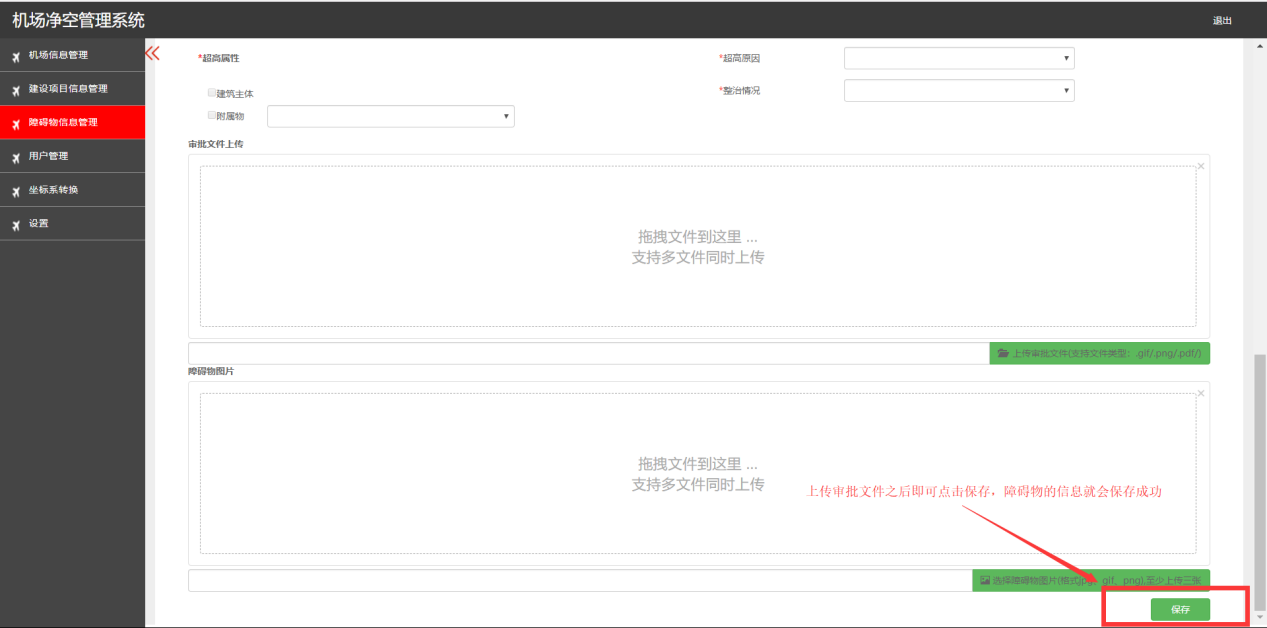 机场净空管理系统
退出
机场信息管理
建设项目信息管理
障碍物信息管理
用户管理
坐标系转换
设置
*超高属性
*超高原因
建筑主体
*整治情况
附属物
审批文件上传
拖拽文件到这里 ...
支持多文件同时上传
上传审批文件(支持文件类型：.gif/.png/.pdf/)
障碍物图片
拖拽文件到这里 ...
支持多文件同时上传
上传审批文件之后即可点击保存，障碍物的信息就会保存成功
选择障碍物图片(格式jpg、gif、png),至少上传三张
保存